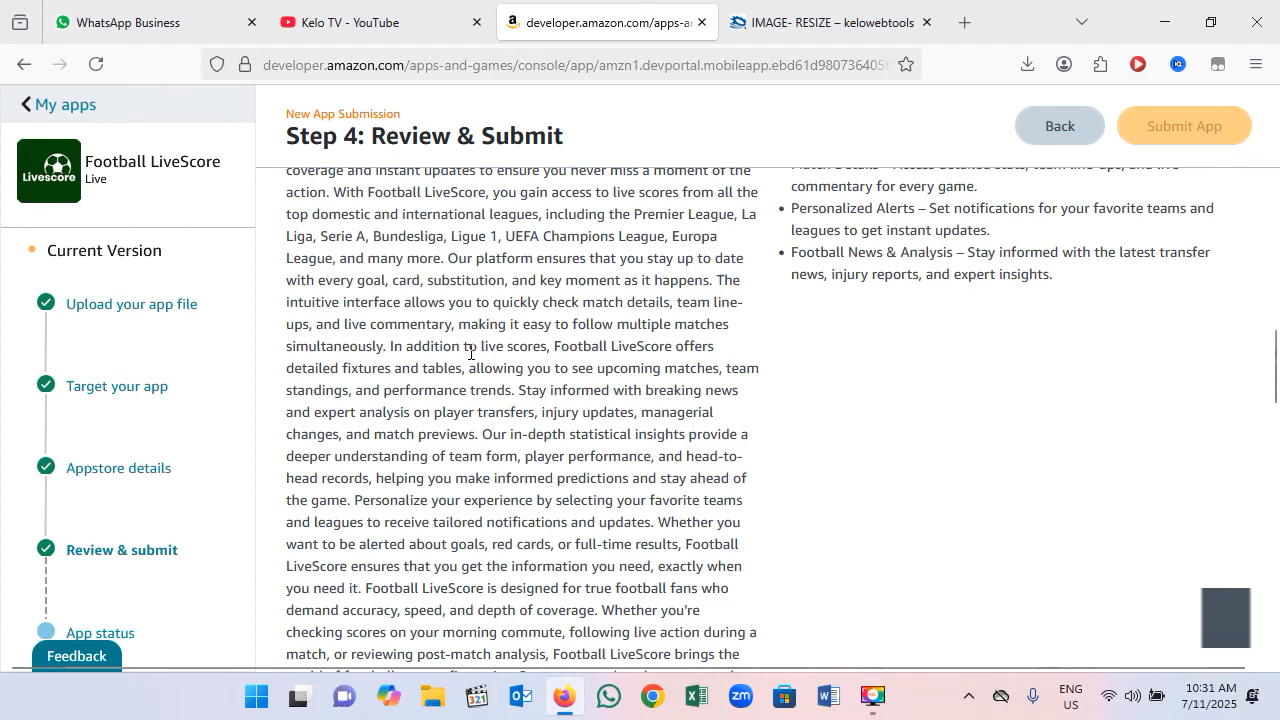 WhatsApp Business
Kelo TV - YouTube
developer.amazon.com/apps-ar
IMAGE- RESIZE – kelowebtools
developer.amazon.com/apps-and-games/console/app/amzn1.devportal.mobileapp.ebd61d980736405f
My apps
Livescore
Football LiveScore
Live
Current Version
Upload your app file
Target your app
Appstore details
Review & submit
App status
Feedback
New App Submission
Step 4: Review & Submit
Back
Submit App
coverage and instant updates to ensure you never miss a moment of the
action. With Football LiveScore, you gain access to live scores from all the
top domestic and international leagues, including the Premier League, La
Liga, Serie A, Bundesliga, Ligue 1, UEFA Champions League, Europa
League, and many more. Our platform ensures that you stay up to date
with every goal, card, substitution, and key moment as it happens. The
intuitive interface allows you to quickly check match details, team line-
ups, and live commentary, making it easy to follow multiple matches
simultaneously. In addition to live scores, Football LiveScore offers
detailed fixtures and tables, allowing you to see upcoming matches, team
standings, and performance trends. Stay informed with breaking news
and expert analysis on player transfers, injury updates, managerial
changes, and match previews. Our in-depth statistical insights provide a
deeper understanding of team form, player performance, and head-to-
head records, helping you make informed predictions and stay ahead of
the game. Personalize your experience by selecting your favorite teams
and leagues to receive tailored notifications and updates. Whether you
want to be alerted about goals, red cards, or full-time results, Football
LiveScore ensures that you get the information you need, exactly when
you need it. Football LiveScore is designed for true football fans who
demand accuracy, speed, and depth of coverage. Whether you're
checking scores on your morning commute, following live action during a
match, or reviewing post-match analysis, Football LiveScore brings the
commentary for every game.
• Personalized Alerts – Set notifications for your favorite teams and
leagues to get instant updates.
• Football News & Analysis – Stay informed with the latest transfer
news, injury reports, and expert insights.
ENG
US
10:31 AM
7/11/2025